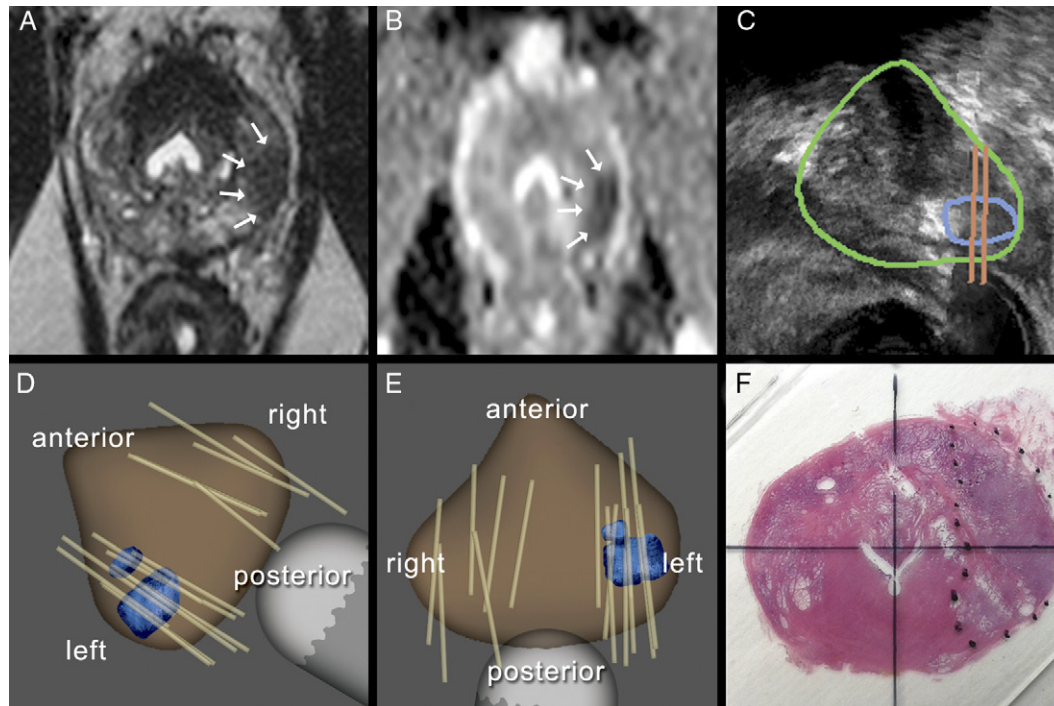 A
B
C
D
right
anterior
posterior
left
E
anterior
right
left
posterior
F